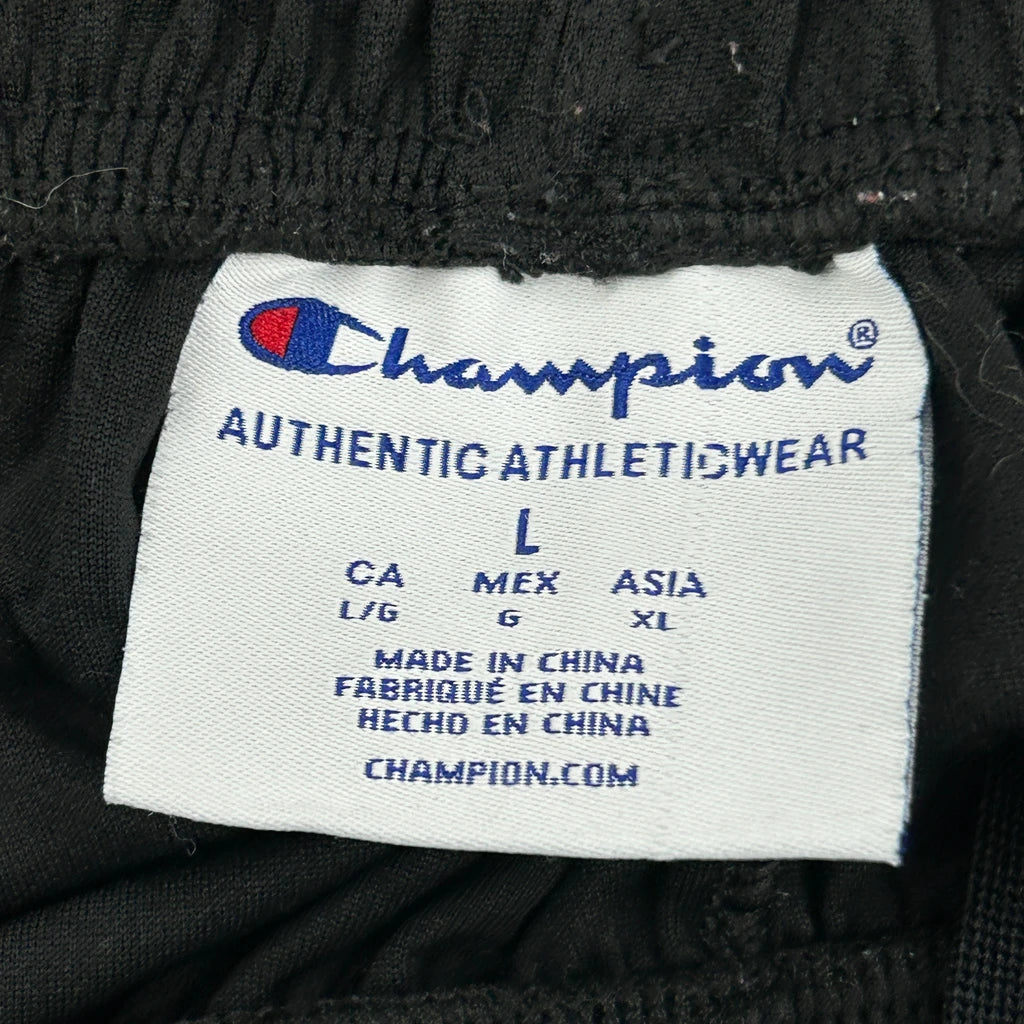 Champion®
AUTHENTIC ATHLETICWEAR
L
CA MEX ASIA
L/G G XL
MADE IN CHINA
FABRIQUÉ EN CHINE
HECHO EN CHINA
CHAMPION.COM